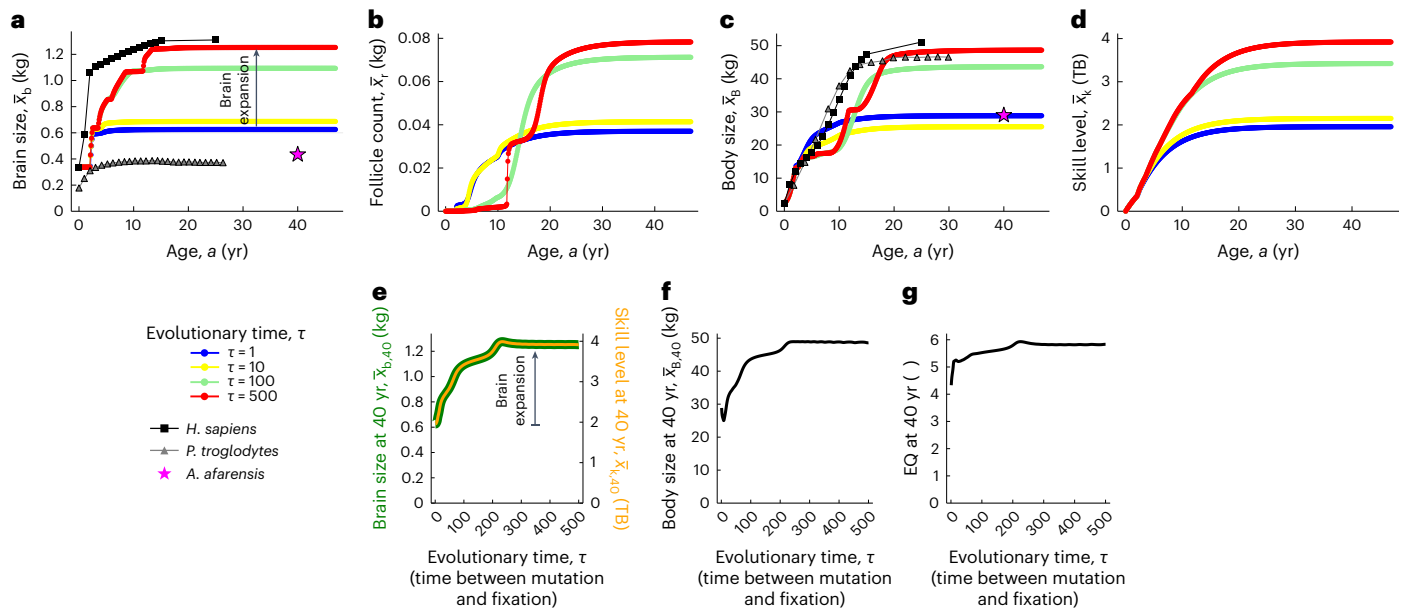 a
Brain size, x̄b (kg)
1.2
1.0
0.8
0.6
0.4
0.2
0
Brain
expansion
0 10 20 30 40
Age, a (yr)
b
Follicle count, x̄r (kg)
0.08
0.06
0.04
0.02
0
0 10 20 30 40
Age, a (yr)
c
Body size, x̄B (kg)
50
40
30
20
10
0
0 10 20 30 40
Age, a (yr)
d
Skill level, x̄k (TB)
4
3
2
1
0
0 10 20 30 40
Age, a (yr)
Evolutionary time, τ
τ = 1
τ = 10
τ = 100
τ = 500
H. sapiens
P. troglodytes
A. afarensis
e
Brain size at 40 yr, x̄b,40 (kg)
1.2
1.0
0.8
0.6
0.4
0.2
0
Brain
expansion
4
3
2
1
0
Skill level at 40 yr, x̄k,40 (TB)
0 100 200 300 400 500
Evolutionary time, τ
(time between mutation
and fixation)
f
Body size at 40 yr, x̄B,40 (kg)
50
40
30
20
10
0
0 100 200 300 400 500
Evolutionary time, τ
(time between mutation
and fixation)
g
EQ at 40 yr ( )
6
5
4
3
2
1
0
0 100 200 300 400 500
Evolutionary time, τ
(time between mutation
and fixation)